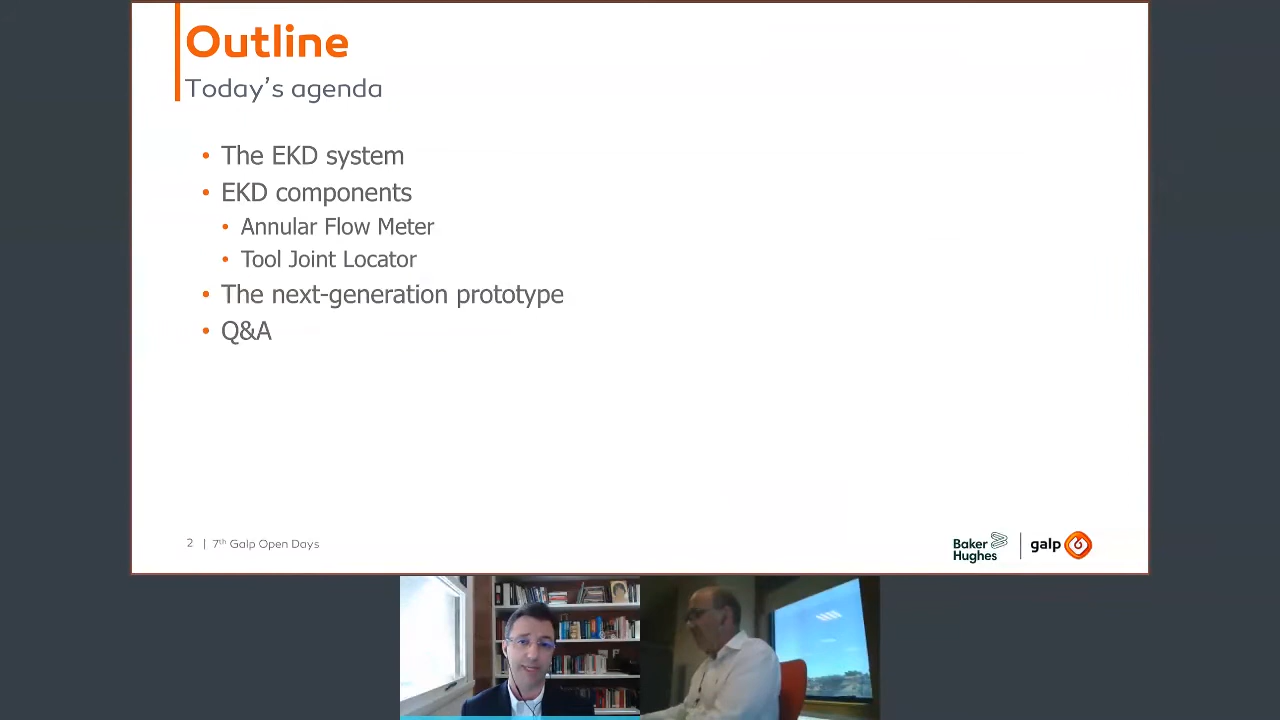 Outline
Today's agenda
• The EKD system
• EKD components
• Annular Flow Meter
• Tool Joint Locator
• The next-generation prototype
• Q&A
2 | 7th Galp Open Days
Baker Hughes | galp